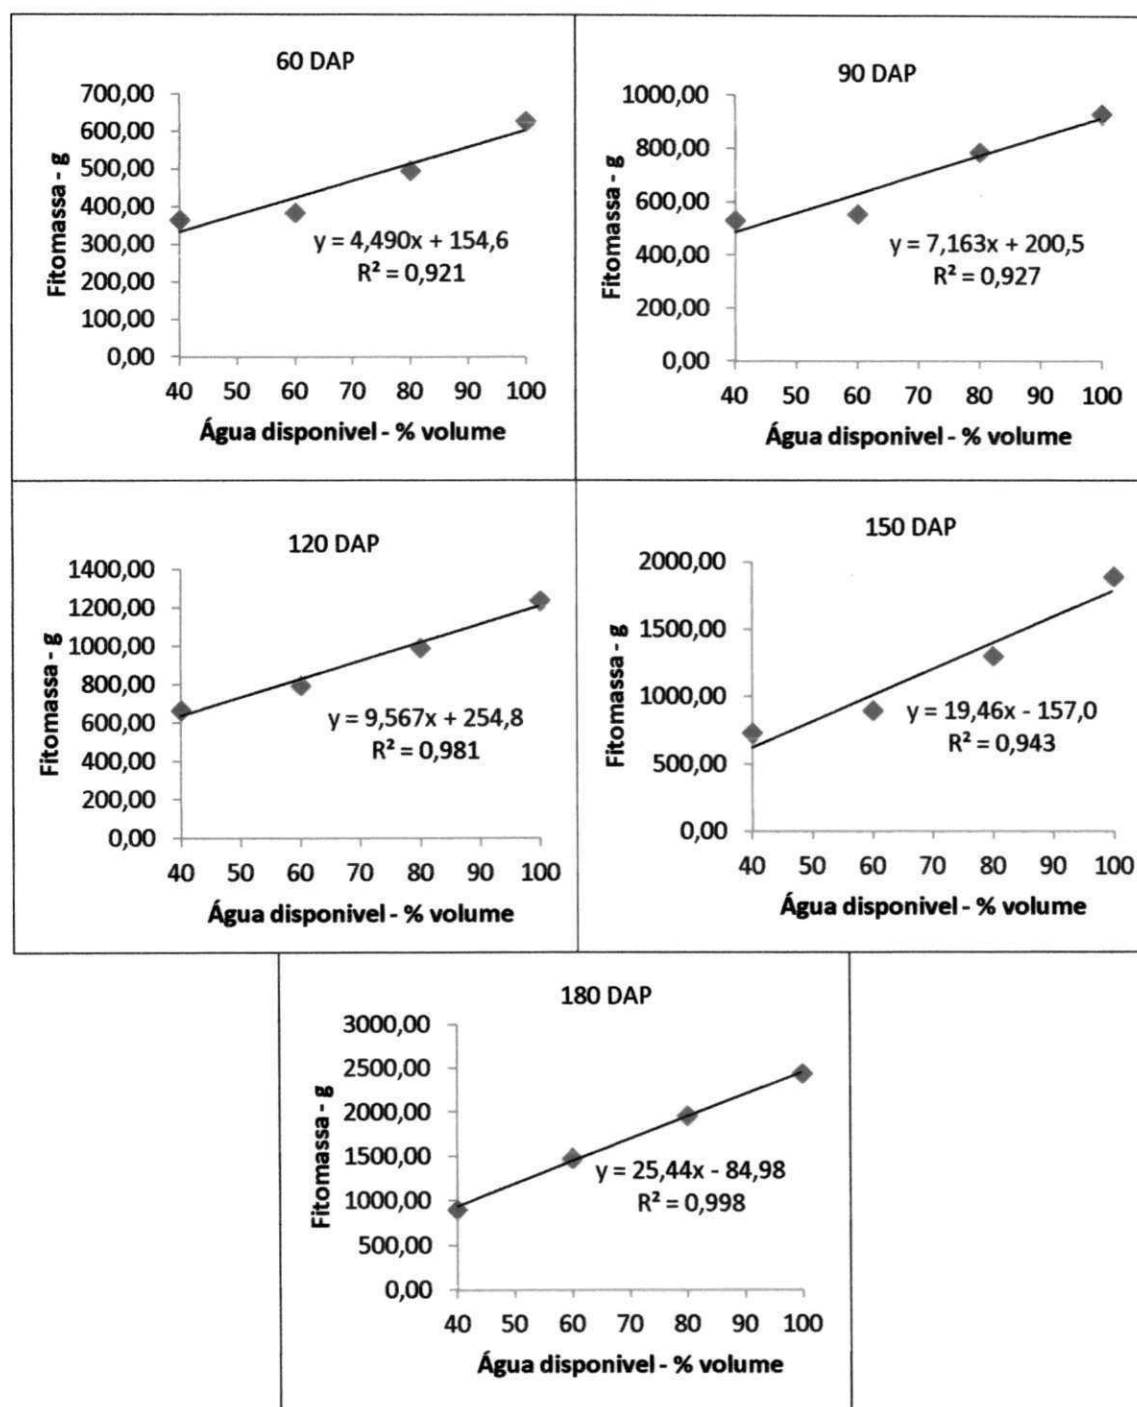 60 DAP
700,00
600,00
500,00
400,00
300,00
200,00
100,00
0,00
Fitomassa - g
y = 4,490x + 154,6
R² = 0,921
40 50 60 70 80 90 100
Água disponivel - % volume
90 DAP
1000,00
800,00
600,00
400,00
200,00
0,00
Fitomassa - g
y = 7,163x + 200,5
R² = 0,927
40 50 60 70 80 90 100
Água disponivel - % volume
120 DAP
1400,00
1200,00
1000,00
800,00
600,00
400,00
200,00
0,00
Fitomassa - g
y = 9,567x + 254,8
R² = 0,981
40 50 60 70 80 90 100
Água disponivel - % volume
150 DAP
2000,00
1500,00
1000,00
500,00
0,00
Fitomassa - g
y = 19,46x - 157,0
R² = 0,943
40 50 60 70 80 90 100
Água disponivel - % volume
180 DAP
3000,00
2500,00
2000,00
1500,00
1000,00
500,00
0,00
Fitomassa - g
y = 25,44x - 84,98
R² = 0,998
40 50 60 70 80 90 100
Água disponivel - % volume